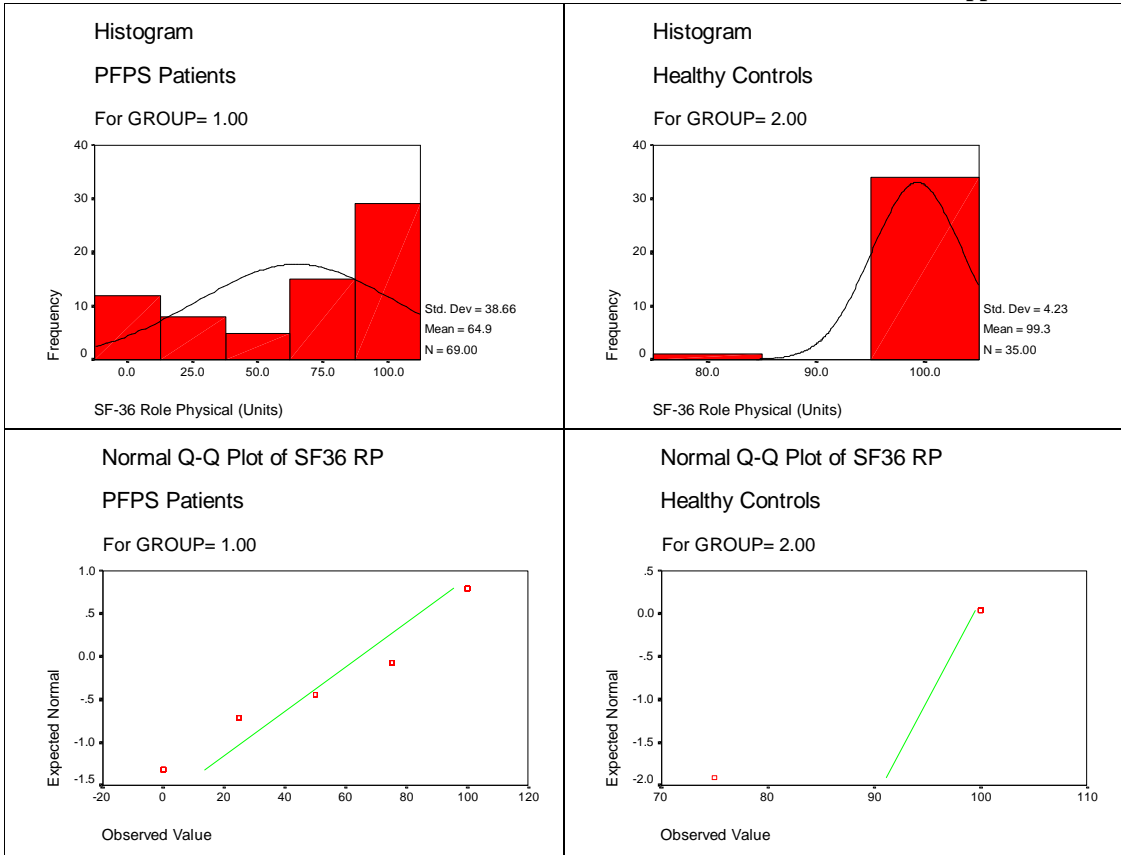 Histogram
PFPS Patients
For GROUP= 1.00
40
30
20
10
0
Frequency
0.0 25.0 50.0 75.0 100.0
SF-36 Role Physical (Units)
Std. Dev = 38.66
Mean = 64.9
N = 69.00
Histogram
Healthy Controls
For GROUP= 2.00
40
30
20
10
0
Frequency
80.0 90.0 100.0
SF-36 Role Physical (Units)
Std. Dev = 4.23
Mean = 99.3
N = 35.00
Normal Q-Q Plot of SF36 RP
PFPS Patients
For GROUP= 1.00
1.0
.5
0.0
-.5
-1.0
-1.5
Expected Normal
-20 0 20 40 60 80 100 120
Observed Value
Normal Q-Q Plot of SF36 RP
Healthy Controls
For GROUP= 2.00
.5
0.0
-.5
-1.0
-1.5
-2.0
Expected Normal
70 80 90 100 110
Observed Value